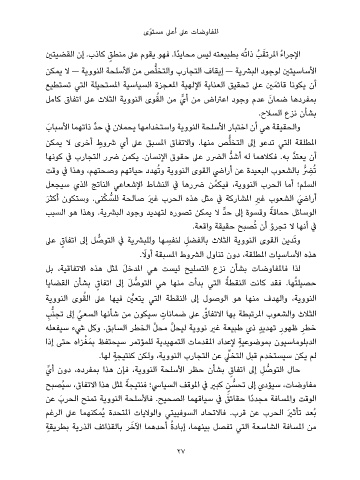 المفاوضات على أعلى مستوًى
الإجراءُ المرتقَبُ ذاتُه بطبيعته ليس محايدًا. فهو يقوم على منطقٍ كاذب. إن القضيتين
الأساسيتين لوجود البشرية — إيقاف التجارب والتخلُّص من الأسلحة النووية — لا يمكن
أن يكونا قائمَين على تحقيق العناية الإلهية المعجزة السياسية المستحيلة التي تستطيع
بمفردها ضمانَ عدم وجود اعتراض من أيٍّ من القُوى النووية الثلاث على اتفاق كامل
بشأن نزع السلاح.
والحقيقة هي أن اختبار الأسلحة النووية واستخدامها يحملان في حدِّ ذاتهما الأسبابَ
المطلقة التي تدعو إلى التخلُّص منها. والاتفاق المسبق على أي شروطٍ أخرى لا يمكن
أن يعتدَّ به. فكلاهما له أشدُّ الضرر على حقوق الإنسان. يكمن ضرر التجارب في كونها
تُضِرُّ بالشعوب البعيدة عن أراضي القوى النووية وتُهدد حياتهم وصحتهم، وهذا في وقت
السلم؛ أما الحرب النووية، فيكمُن ضررها في النشاط الإشعاعي الناتج الذي سيجعل
أراضيَ الشعوب غيرِ المشاركة في مثل هذه الحرب غيرَ صالحة للسُّكنى. وستكون أكثر
الوسائل حماقةً وقسوة إلى حدٍّ لا يمكن تصوره لتهديد وجود البشرية. وهذا هو السبب
في أنها لا تجرؤ أن تُصبح حقيقة واقعة.
وتَدين القوى النووية الثلاث بالفضل لنفسها وللبشرية في التوصُّل إلى اتفاقٍ على
هذه الأساسيات المطلقة، دون تناول الشروط المسبقة أولًا.
لذا فالمفاوضات بشأن نزع التسليح ليست هي المدخلَ لمثل هذه الاتفاقية، بل
حصيلتُها. فقد كانت النقطةُ التي بدأت منها هي التوصُّل إلى اتفاقٍ بشأن القضايا
النووية، والهدف منها هو الوصول إلى النقطة التي يتعيَّن فيها على القُوى النووية
الثلاث والشعوب المرتبطة بها الاتفاقُ على ضماناتٍ سيكون من شأنها السعيُ إلى تجنُّبِ
خطرِ ظهور تهديدٍ ذي طبيعة غير نووية ليحلَّ محلَّ الخطر السابق. وكل شيء سيفعله
الدبلوماسيون بموضوعيةٍ لإعداد المقدمات التمهيدية للمؤتمر سيحتفظ بمَغْزاه حتى إذا
لم يكن سيستخدم قبل التخلِّي عن التجارب النووية، ولكن كنتيجةٍ لها.
حال التوصُّل إلى اتفاقٍ بشأن حظْر الأسلحة النووية، فإن هذا بمفرده، دون أيِّ
مفاوضات، سيؤدي إلى تحسُّنٍ كبير في الموقف السياسي؛ فنتيجةً لمثل هذا الاتفاق، سيُصبح
الوقت والمسافة مجددًا حقائقَ في سياقهما الصحيح. فالأسلحة النووية تمنح الحربَ عن
بُعد تأثيرَ الحرب عن قرب. فالاتحاد السوفييتي والولايات المتحدة يُمكنهما على الرغم
من المسافة الشاسعة التي تفصل بينهما، إبادةُ أحدهما الآخَر بالقذائف الذرية بطريقةٍ
٢٧